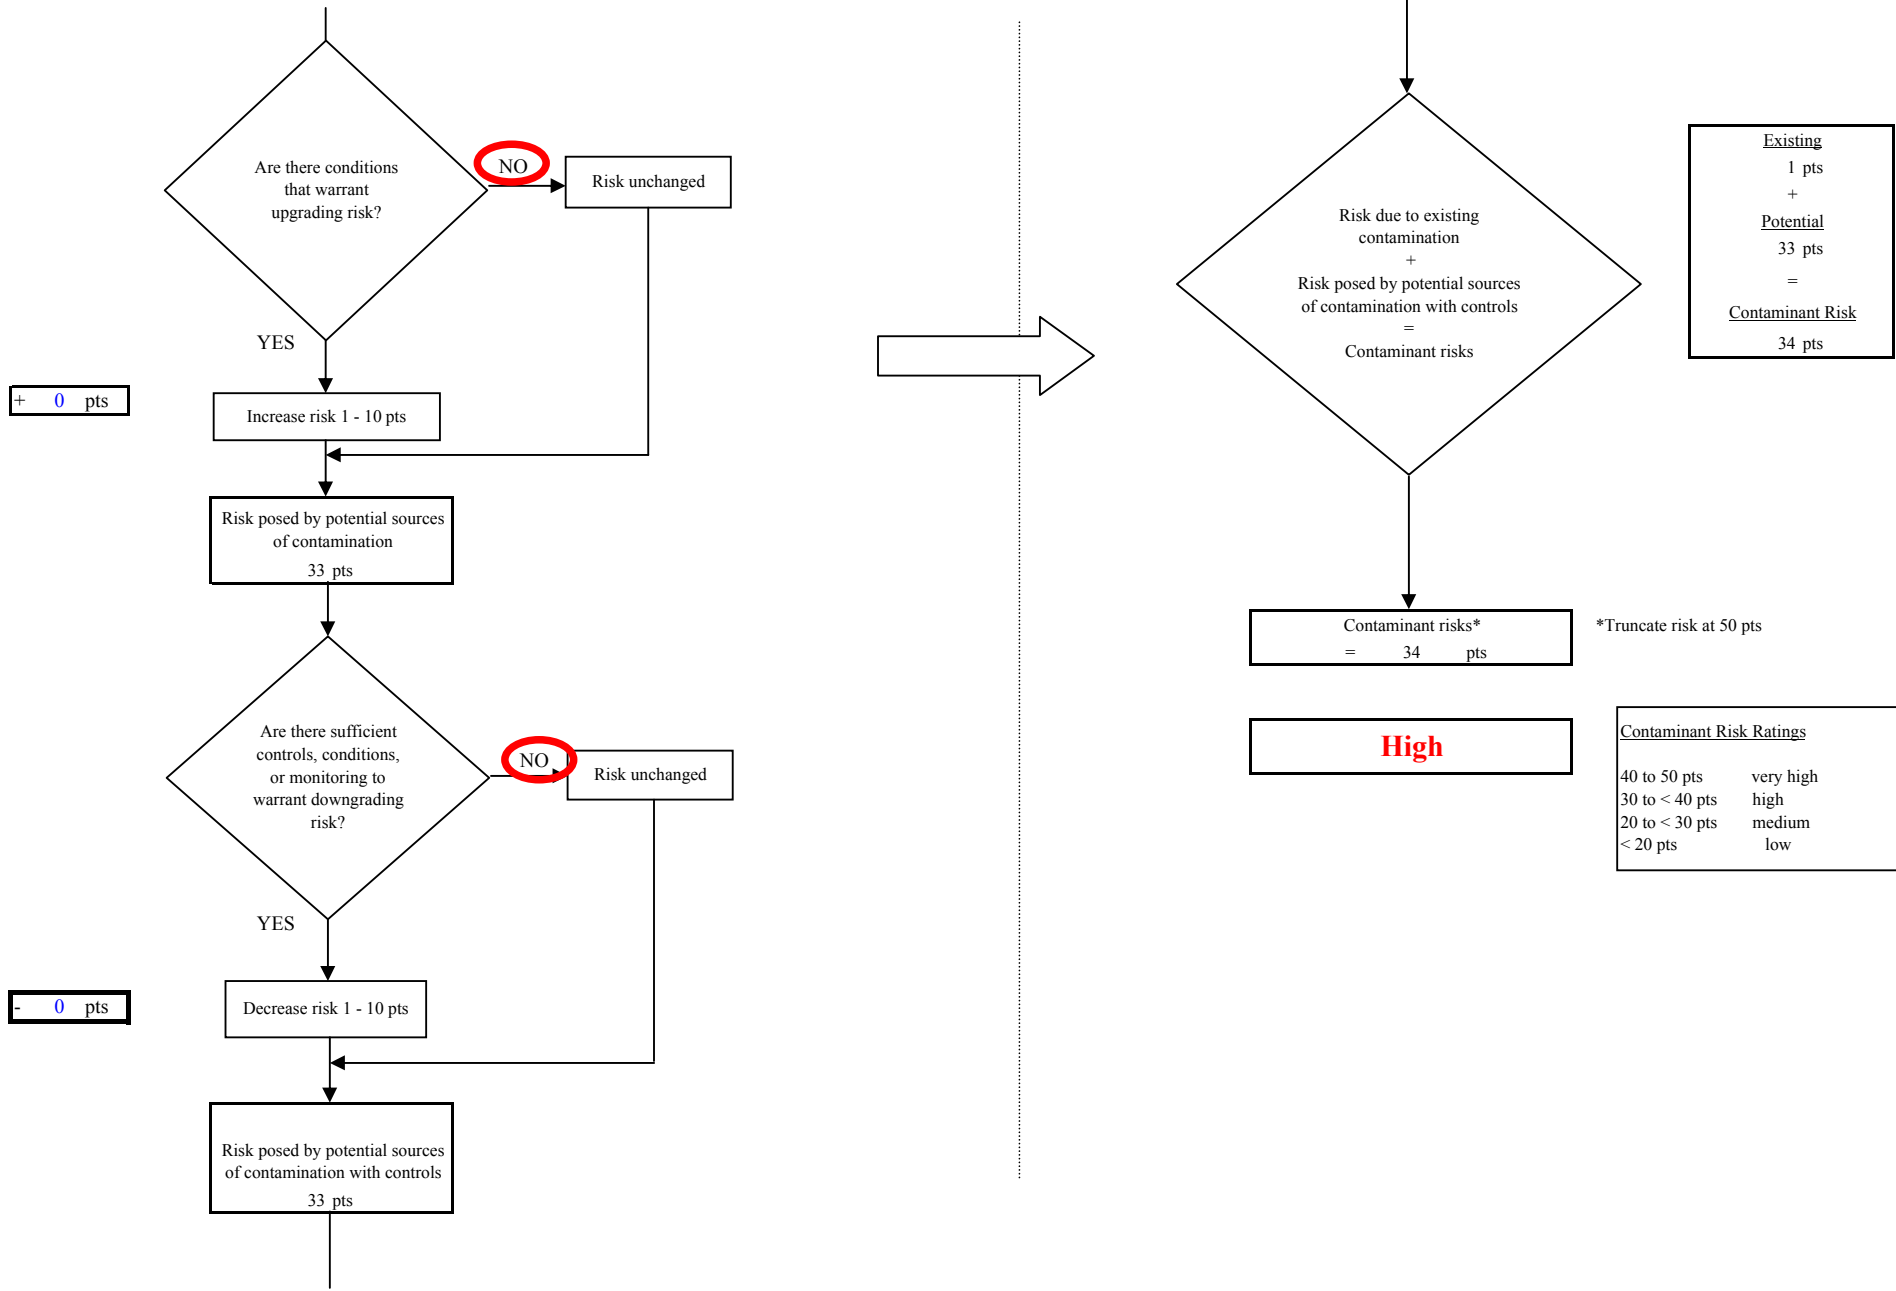 Are there conditions
that warrant
upgrading risk?
NO
Risk unchanged
YES
+ 0 pts
Increase risk 1 - 10 pts
Risk posed by potential sources
of contamination
33 pts
Are there sufficient
controls, conditions,
or monitoring to
warrant downgrading
risk?
NO
Risk unchanged
YES
- 0 pts
Decrease risk 1 - 10 pts
Risk posed by potential sources
of contamination with controls
33 pts
Risk due to existing
contamination
+
Risk posed by potential sources
of contamination with controls
=
Contaminant risks
Existing
1 pts
+
Potential
33 pts
=
Contaminant Risk
34 pts
Contaminant risks*
= 34 pts
*Truncate risk at 50 pts
High
Contaminant Risk Ratings
40 to 50 pts very high
30 to < 40 pts high
20 to < 30 pts medium
< 20 pts low